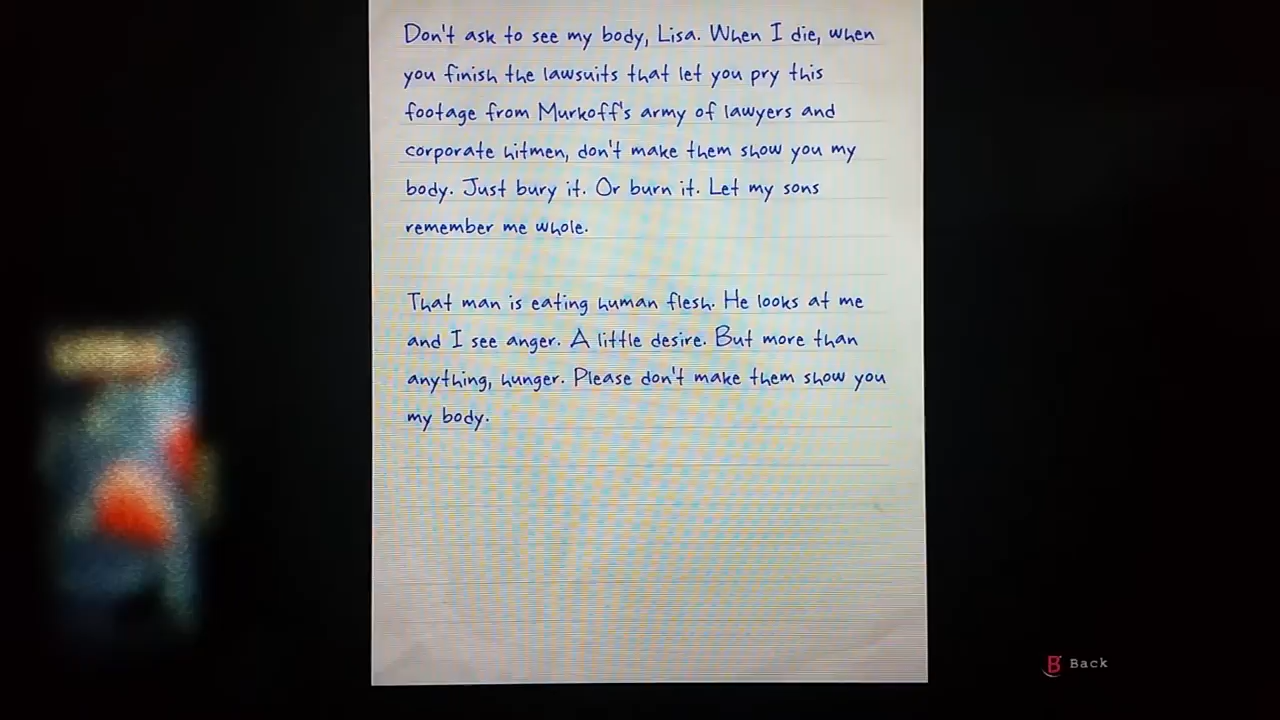 Don't ask to see my body, Lisa. When I die, when
you finish the lawsuits that let you pry this
footage from Murkoff's army of lawyers and
corporate hitmen, don't make them show you my
body. Just bury it. Or burn it. Let my sons
remember me whole.
That man is eating human flesh. He looks at me
and I see anger. A little desire. But more than
anything, hunger. Please don't make them show you
my body.
B Back